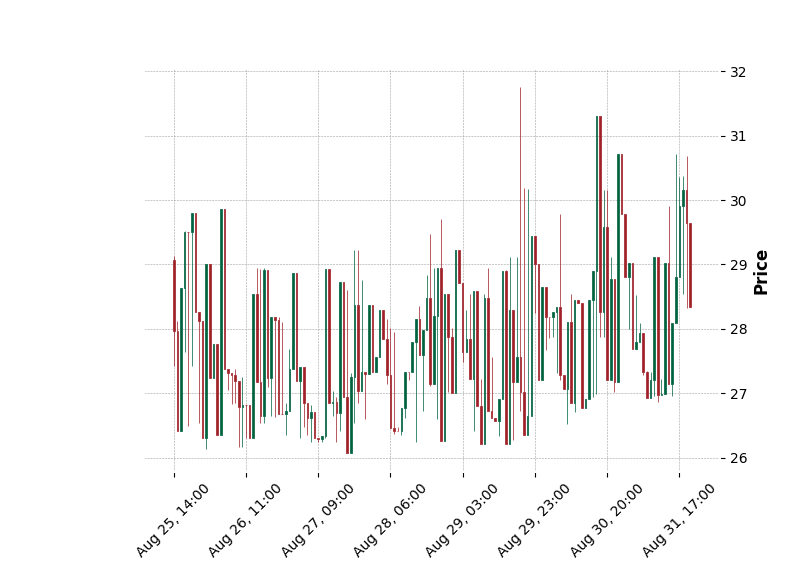 32
31
30
29
28
27
26
Price
Aug 25, 14:00
Aug 26, 11:00
Aug 27, 09:00
Aug 28, 06:00
Aug 29, 03:00
Aug 29, 23:00
Aug 30, 20:00
Aug 31, 17:00